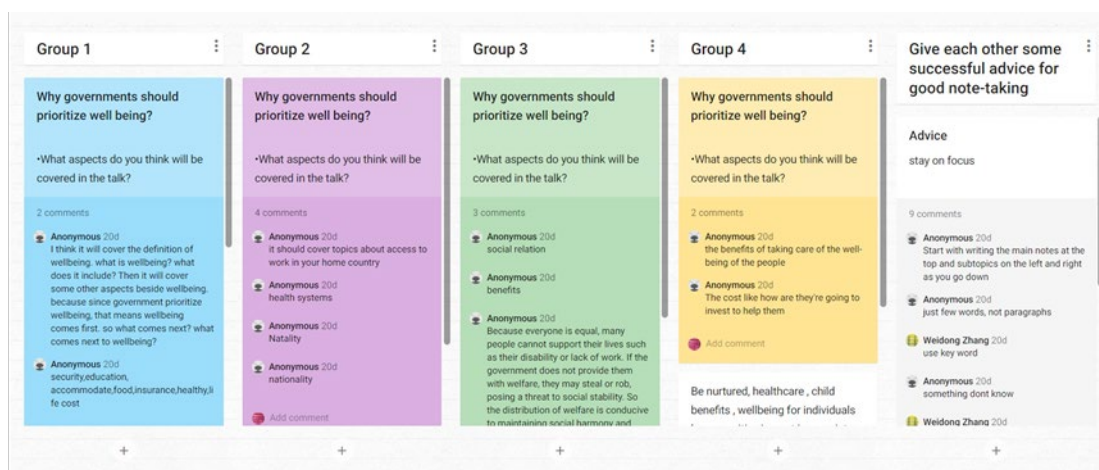 Group 1
Why governments should
prioritize well being?
•What aspects do you think will be
covered in the talk?
2 comments
Anonymous 20d
I think it will cover the definition of
wellbeing. what is wellbeing? what
does it include? Then it will cover
some other aspects beside wellbeing.
because since government prioritize
wellbeing, that means wellbeing
comes first. so what comes next? what
comes next to wellbeing?
Anonymous 20d
security,education,
accommodate,food,insurance,healthy,li
fe cost
Group 2
Why governments should
prioritize well being?
•What aspects do you think will be
covered in the talk?
4 comments
Anonymous 20d
it should cover topics about access to
work in your home country
Anonymous 20d
health systems
Anonymous 20d
Natality
Anonymous 20d
nationality
Add comment
Group 3
Why governments should
prioritize well being?
•What aspects do you think will be
covered in the talk?
3 comments
Anonymous 20d
social relation
Anonymous 20d
benefits
Anonymous 20d
Because everyone is equal, many
people cannot support their lives such
as their disability or lack of work. If the
government does not provide them
with welfare, they may steal or rob,
posing a threat to social stability. So
the distribution of welfare is conducive
to maintaining social harmony and
Group 4
Why governments should
prioritize well being?
•What aspects do you think will be
covered in the talk?
2 comments
Anonymous 20d
the benefits of taking care of the well-
being of the people
Anonymous 20d
The cost like how are they're going to
invest to help them
Add comment
Be nurtured, healthcare , child
benefits , wellbeing for individuals
Give each other some
successful advice for
good note-taking
Advice
stay on focus
9 comments
Anonymous 20d
Start with writing the main notes at the
top and subtopics on the left and right
as you go down
Anonymous 20d
just few words, not paragraphs
Weidong Zhang 20d
use key word
Anonymous 20d
something dont know
Weidong Zhang 20d